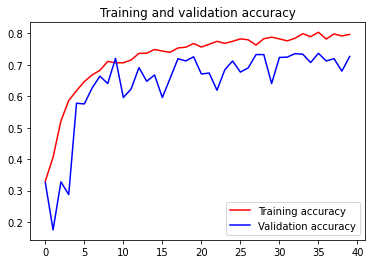 Training and validation accuracy
0.8
0.7
0.6
0.5
0.4
0.3
0.2
Training accuracy
Validation accuracy
0 5 10 15 20 25 30 35 40